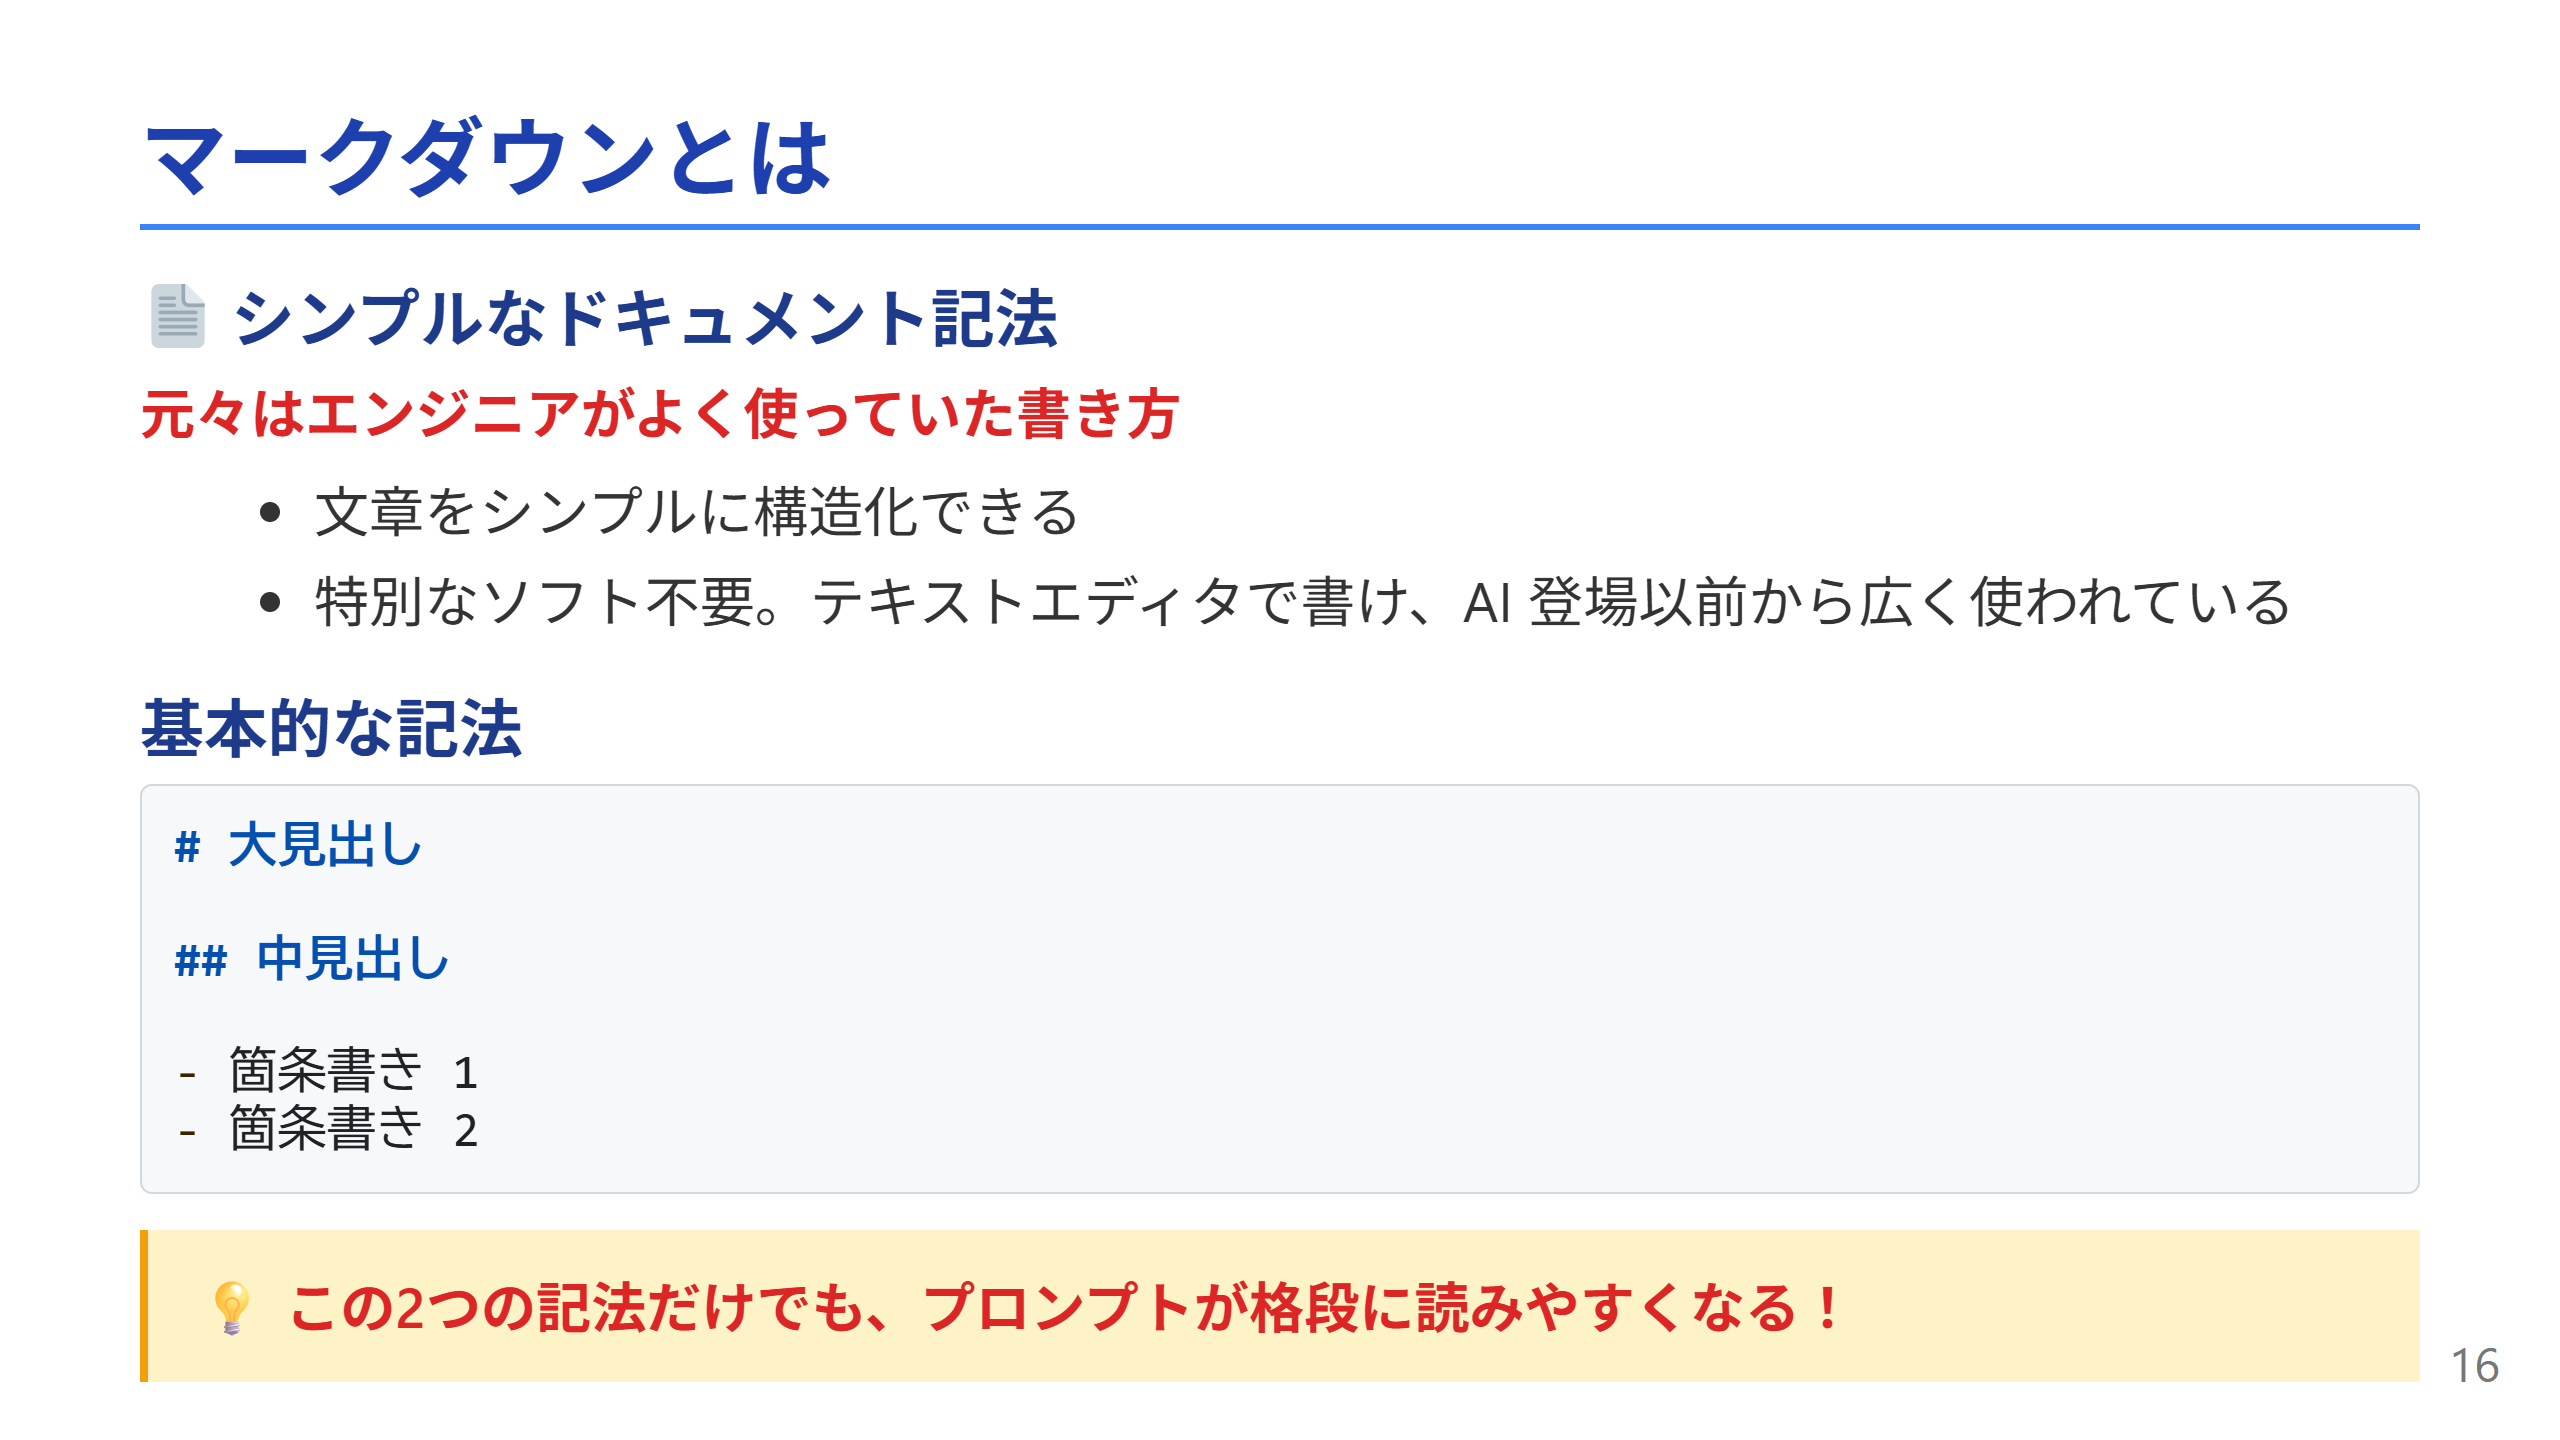 マークダウンとは
📄 シンプルなドキュメント記法
元々はエンジニアがよく使っていた書き方
• 文章をシンプルに構造化できる
• 特別なソフト不要。テキストエディタで書け、AI 登場以前から広く使われている
基本的な記法
# 大見出し
## 中見出し
- 箇条書き 1
- 箇条書き 2
💡 この2つの記法だけでも、プロンプトが格段に読みやすくなる！
16